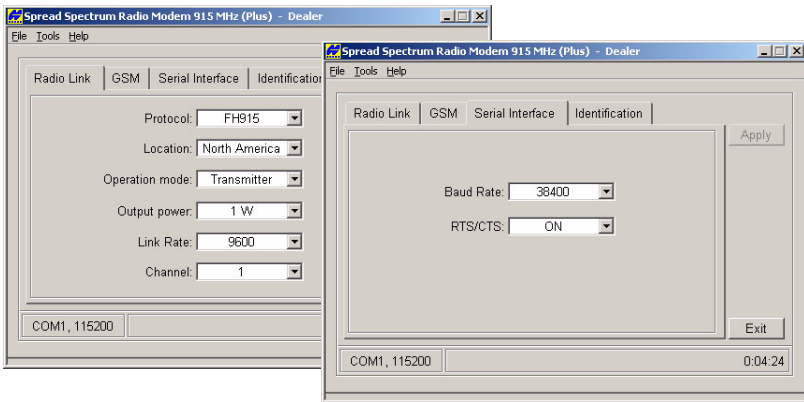 Spread Spectrum Radio Modem 915 MHz (Plus) - Dealer
File Tools Help
Radio Link GSM Serial Interface Identification
Protocol: FH915
Location: North America
Operation mode: Transmitter
Output power: 1 W
Link Rate: 9600
Channel: 1
COM1, 115200
Spread Spectrum Radio Modem 915 MHz (Plus) - Dealer
File Tools Help
Radio Link GSM Serial Interface Identification
Apply
Baud Rate: 38400
RTS/CTS: ON
Exit
COM1, 115200 0:04:24